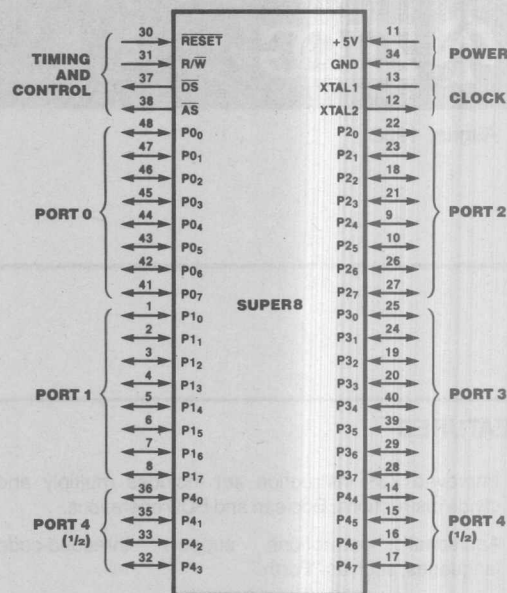 30 RESET +5V 11
TIMING AND CONTROL
31 R/W GND 34 POWER
37 DS XTAL1 13
38 AS XTAL2 12 CLOCK
48 P0₀ P2₀ 22
47 P0₁ P2₁ 23
46 P0₂ P2₂ 18
45 P0₃ P2₃ 21
PORT 0 PORT 2
44 P0₄ P2₄ 9
43 P0₅ P2₅ 10
42 P0₆ P2₆ 26
41 P0₇ P2₇ 27
SUPER8
1 P1₀ P3₀ 25
2 P1₁ P3₁ 24
3 P1₂ P3₂ 19
4 P1₃ P3₃ 20
PORT 1 PORT 3
5 P1₄ P3₄ 40
6 P1₅ P3₅ 39
7 P1₆ P3₆ 29
8 P1₇ P3₇ 28
36 P4₀ P4₄ 14
35 P4₁ P4₅ 15
PORT 4 (1/2) PORT 4 (1/2)
33 P4₂ P4₆ 16
32 P4₃ P4₇ 17